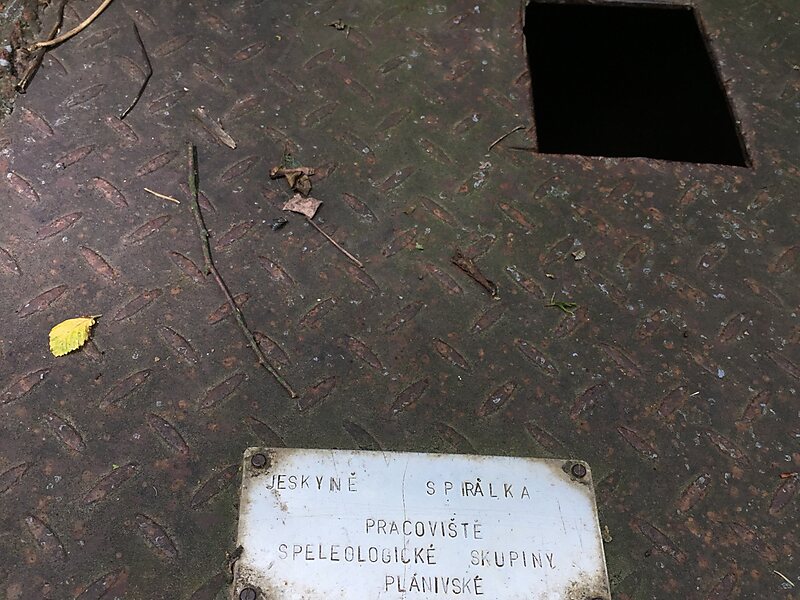 JESKYNĚ SPIRÁLKA
PRACOVIŠTĚ
SPELEOLOGICKÉ SKUPINY
PLÁNIVSKÉ